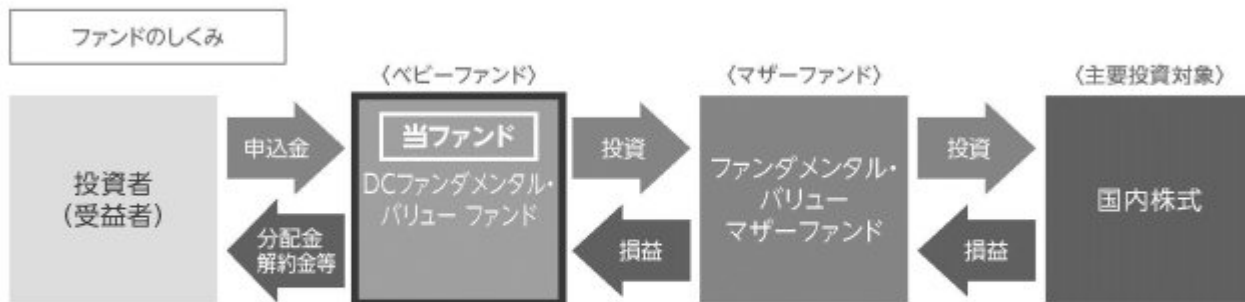 ファンドのしくみ
〈ベビーファンド〉
〈マザーファンド〉
〈主要投資対象〉
投資者
(受益者)
申込金
分配金
解約金等
当ファンド
DCファンダメンタル・
バリュー ファンド
投資
損益
ファンダメンタル・
バリュー
マザーファンド
投資
損益
国内株式